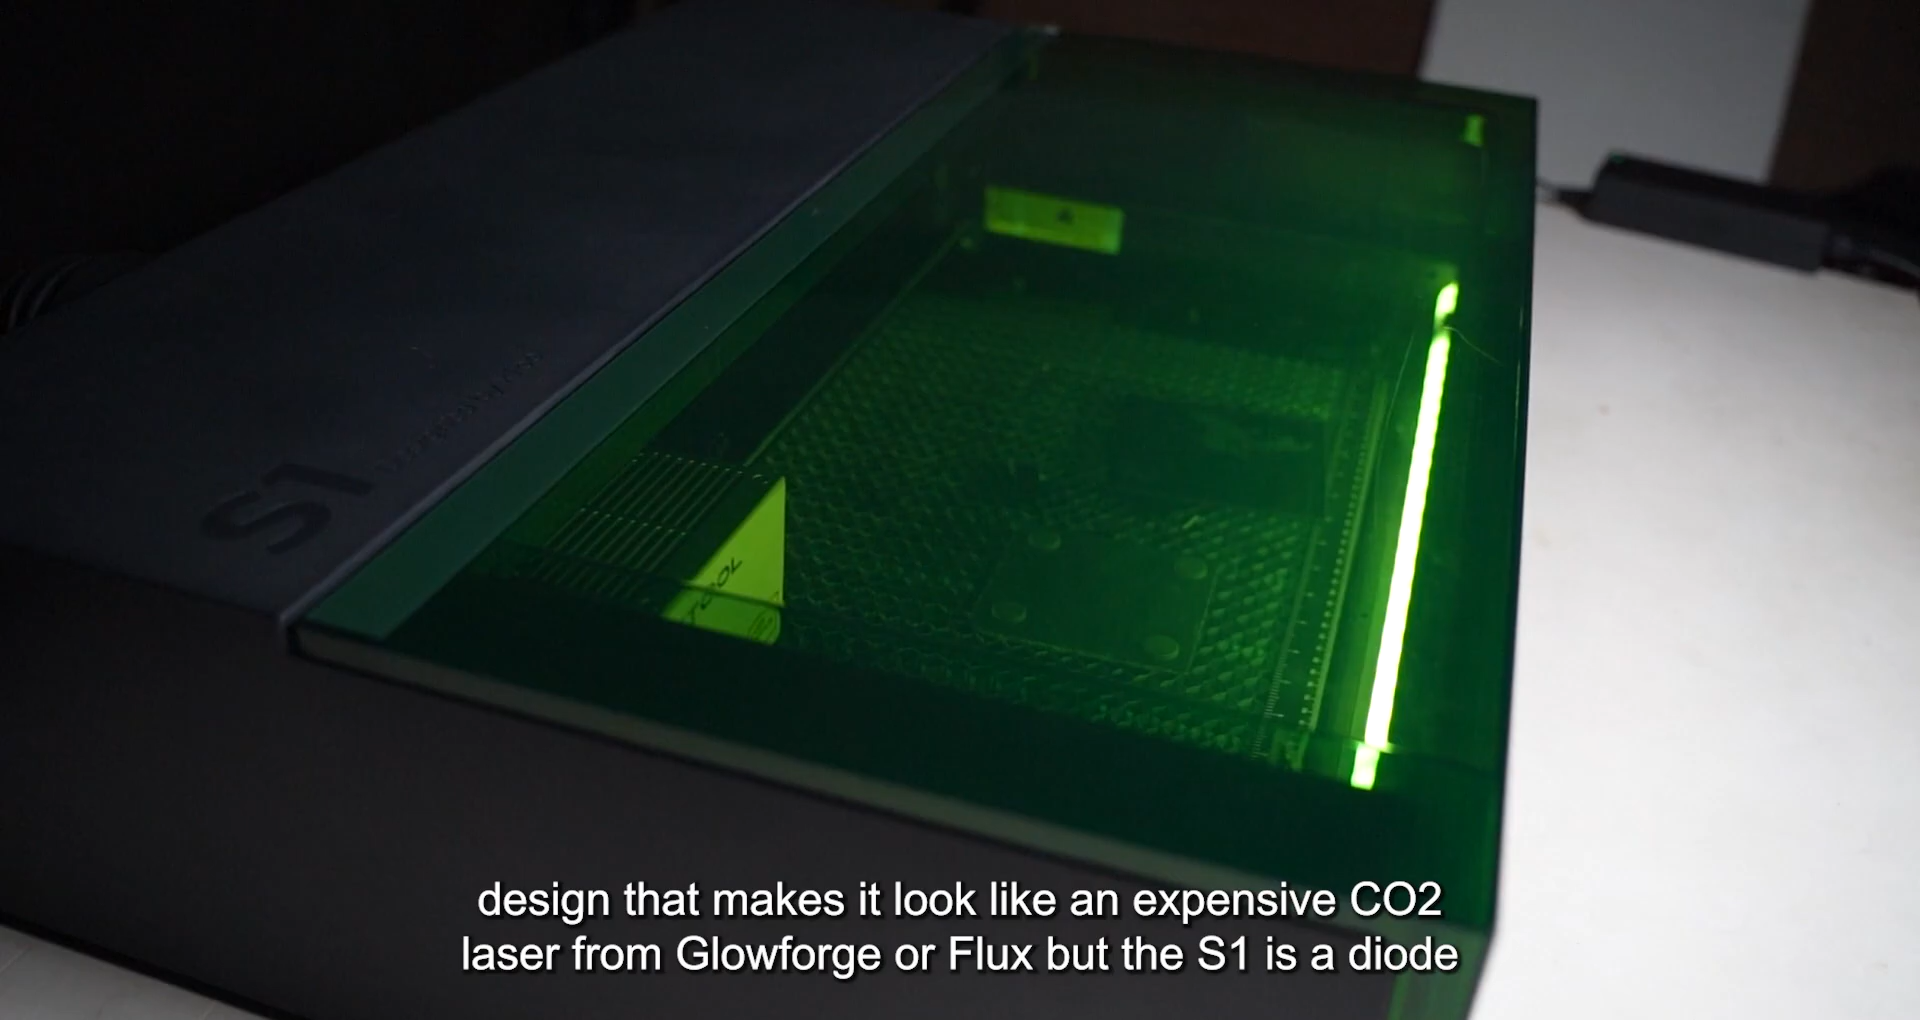 S1
TOOL
design that makes it look like an expensive CO2
laser from Glowforge or Flux but the S1 is a diode